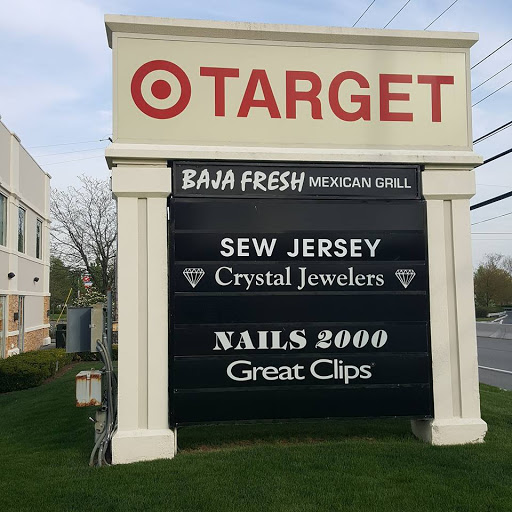 TARGET
BAJA FRESH MEXICAN GRILL
SEW JERSEY
Crystal Jewelers
NAILS 2000
Great Clips